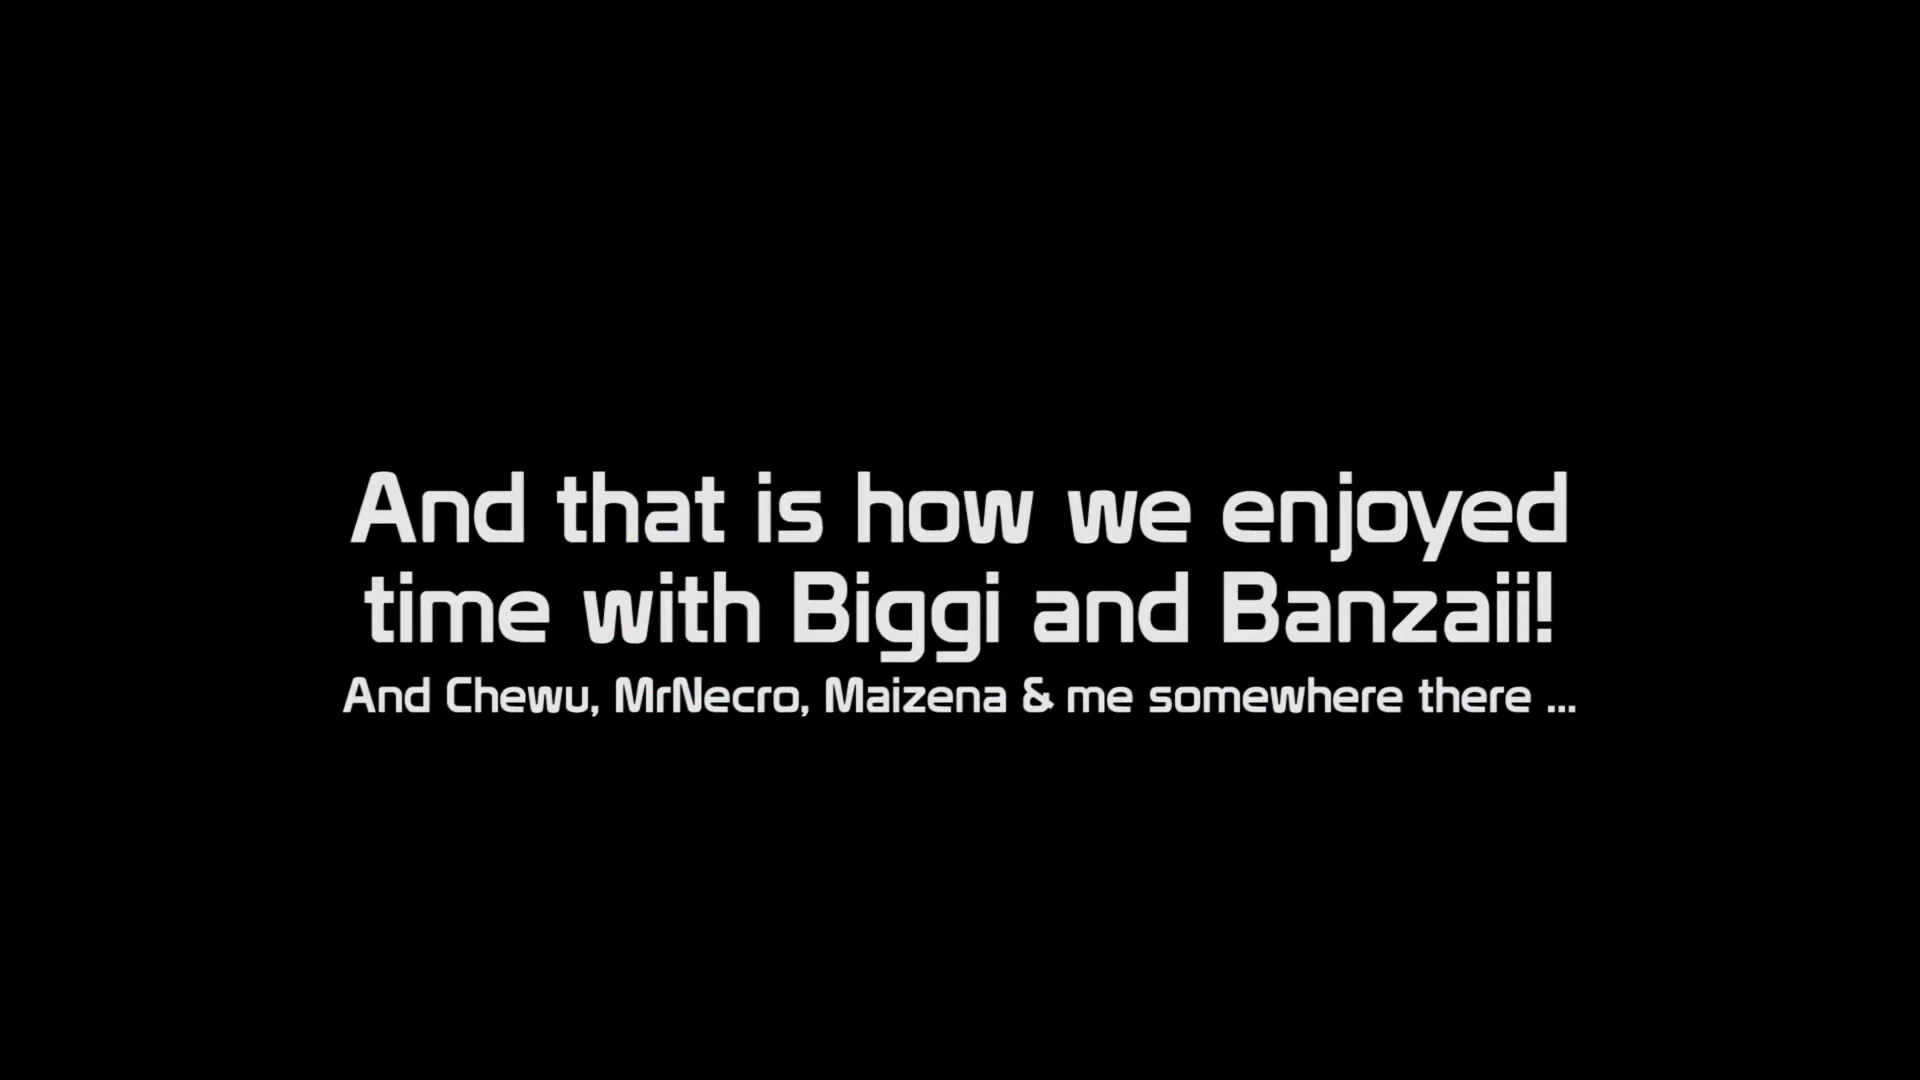 And that is how we enjoyed
time with Biggi and Banzaii!
And Chewu, MrNecro, Maizena & me somewhere there ...